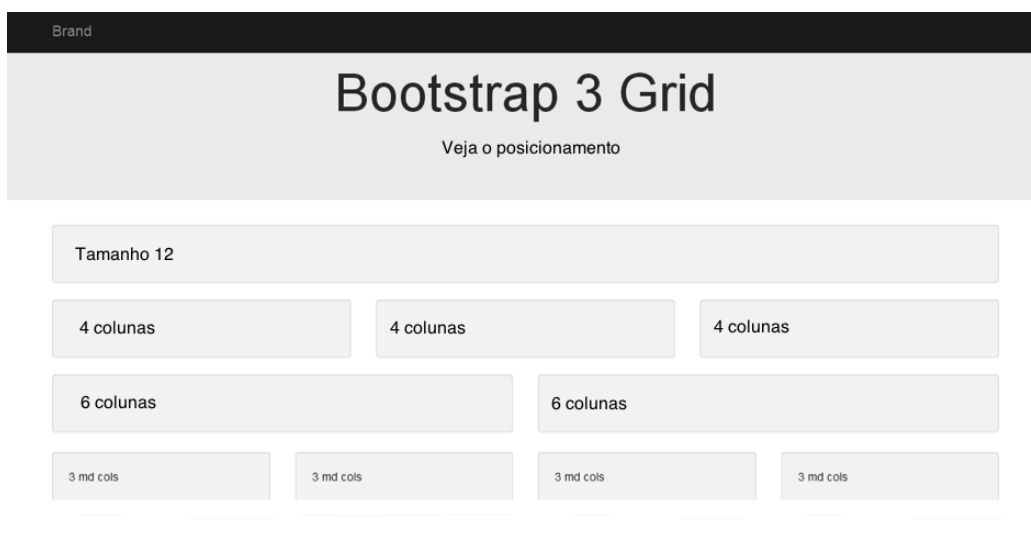 Brand
Bootstrap 3 Grid
Veja o posicionamento
Tamanho 12
4 colunas
4 colunas
4 colunas
6 colunas
6 colunas
3 md cols
3 md cols
3 md cols
3 md cols